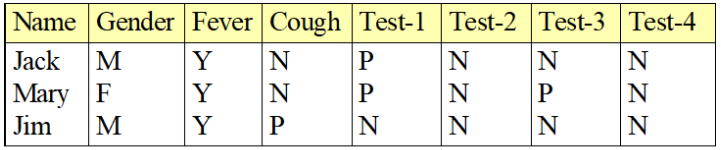 Name Gender Fever Cough Test-1 Test-2 Test-3 Test-4
Jack M Y N P N N N
Mary F Y N P N P N
Jim M Y P N N N N